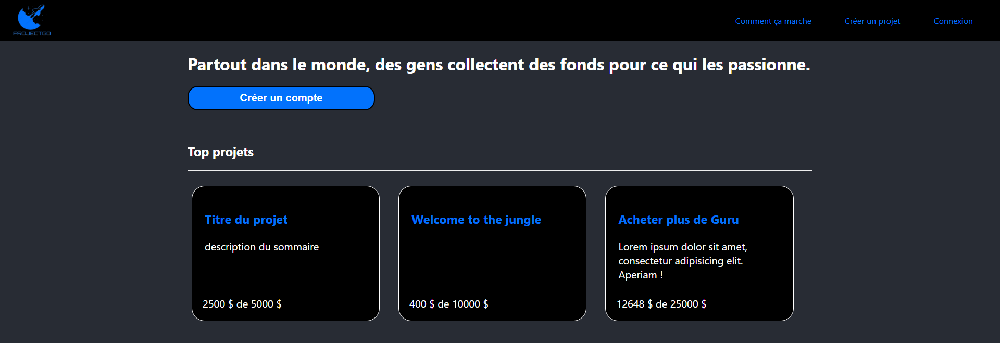 PROJECTGO
Comment ça marche
Créer un projet
Connexion
Partout dans le monde, des gens collectent des fonds pour ce qui les passionne.
Créer un compte
Top projets
Titre du projet
description du sommaire
2500 $ de 5000 $
Welcome to the jungle
400 $ de 10000 $
Acheter plus de Guru
Lorem ipsum dolor sit amet,
consectetur adipisicing elit.
Aperiam !
12648 $ de 25000 $